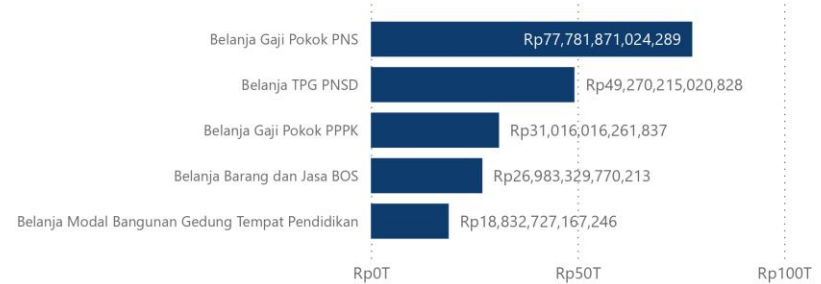 Belanja Gaji Pokok PNS Rp77,781,871,024,289
Belanja TPG PNSD Rp49,270,215,020,828
Belanja Gaji Pokok PPPK Rp31,016,016,261,837
Belanja Barang dan Jasa BOS Rp26,983,329,770,213
Belanja Modal Bangunan Gedung Tempat Pendidikan Rp18,832,727,167,246
Rp0T Rp50T Rp100T